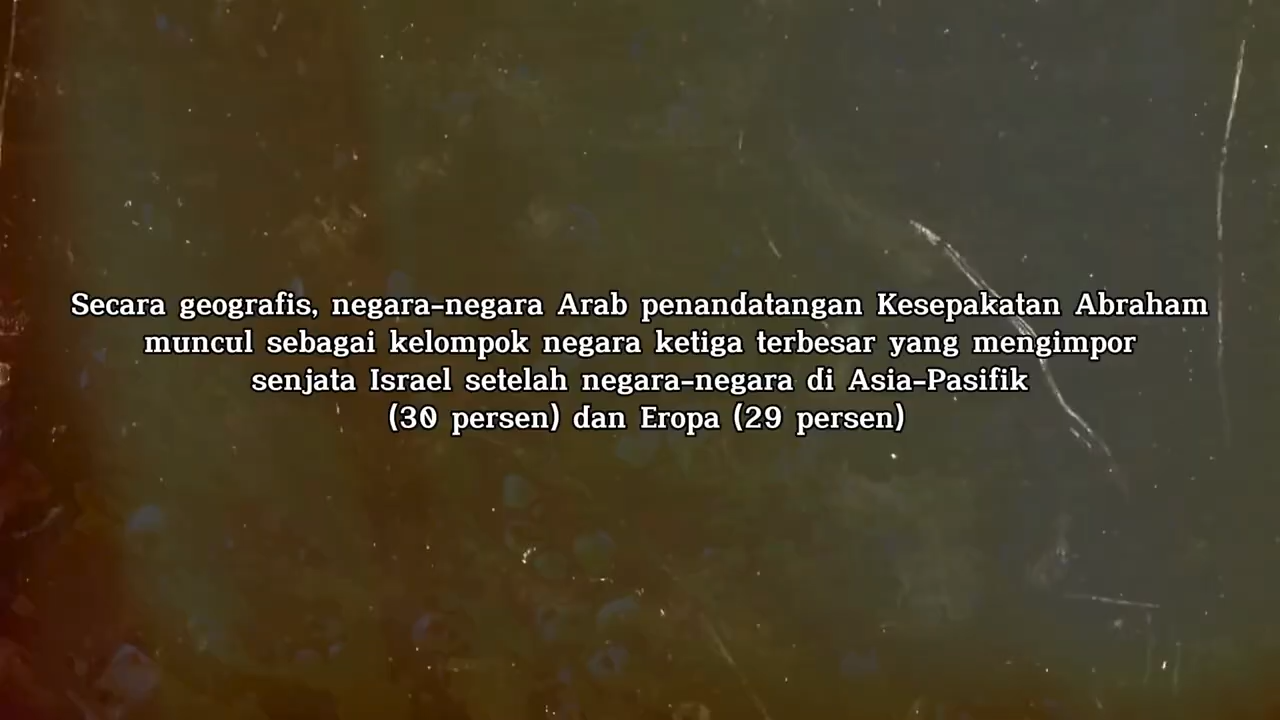 Secara geografis, negara-negara Arab penandatangan Kesepakatan Abraham
muncul sebagai kelompok negara ketiga terbesar yang mengimpor
senjata Israel setelah negara-negara di Asia-Pasifik
(30 persen) dan Eropa (29 persen)